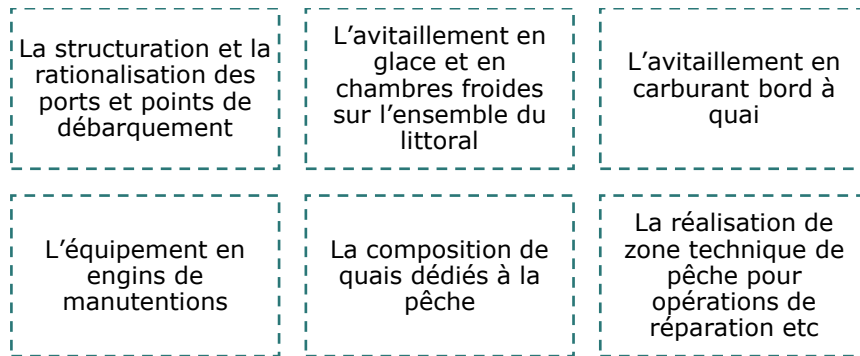 La structuration et la
rationalisation des
ports et points de
débarquement
L’avitaillement en
glace et en
chambres froides
sur l’ensemble du
littoral
L’avitaillement en
carburant bord à
quai
L’équipement en
engins de
manutentions
La composition de
quais dédiés à la
pêche
La réalisation de
zone technique de
pêche pour
opérations de
réparation etc